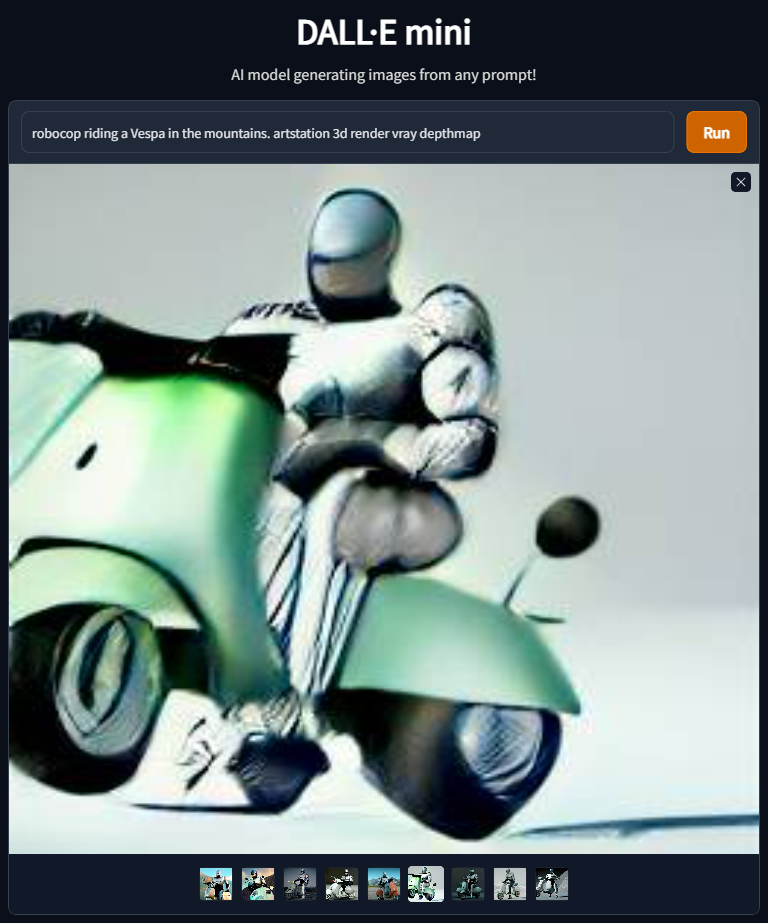 DALL·E mini
AI model generating images from any prompt!
robocop riding a Vespa in the mountains. artstation 3d render vray depthmap
Run